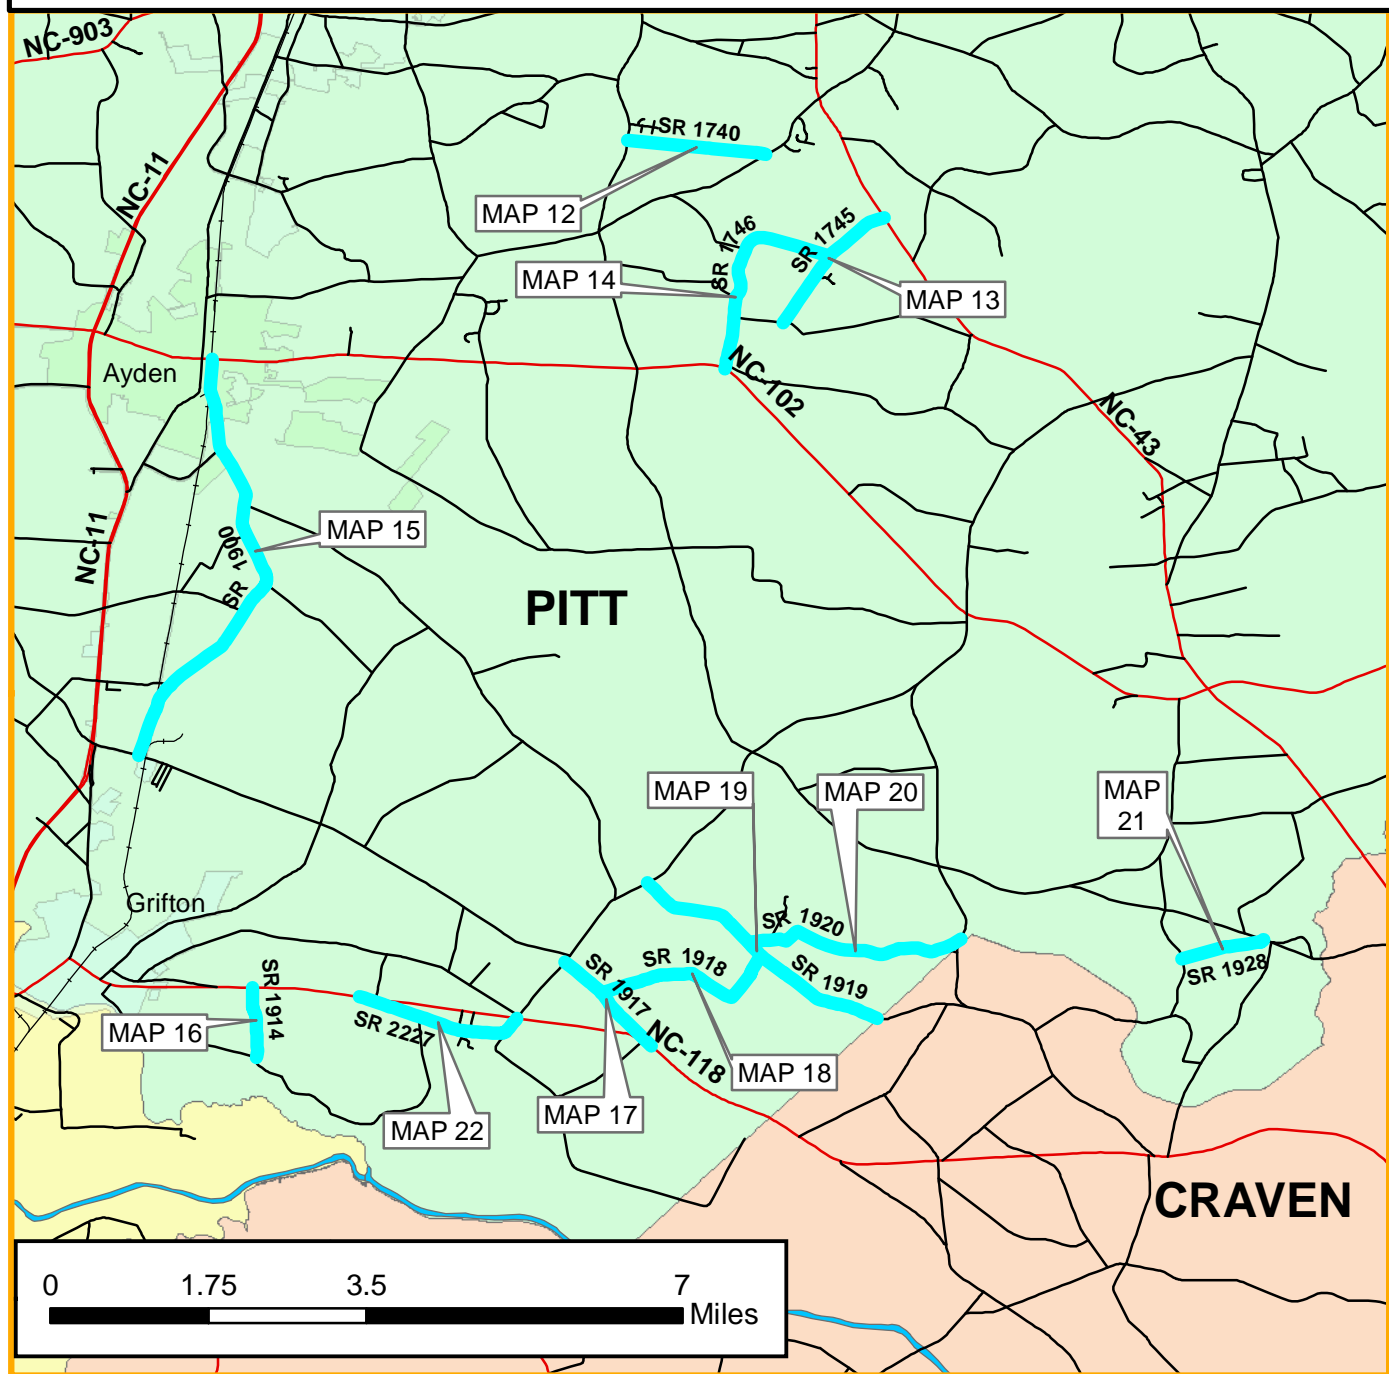 NC-903
NC-11
SR 1740
MAP 12
SR 1746
SR 1745
MAP 14
MAP 13
Ayden
NC-102
NC-43
NC-11
SR 1900
MAP 15
PITT
MAP 19
MAP 20
MAP
21
Grifton
SR 1920
SR 1918
SR 1919
SR 1917
SR 1928
SR 1914
MAP 16
SR 2227
NC-118
MAP 18
MAP 17
MAP 22
CRAVEN
0 1.75 3.5 7
Miles